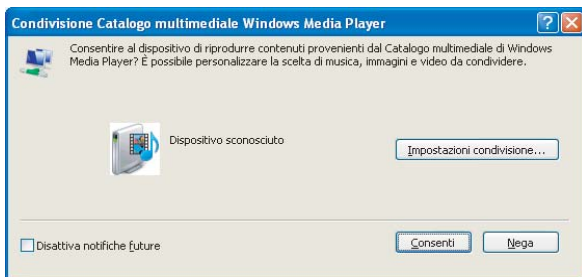 Condivisione Catalogo multimediale Windows Media Player
Consentire al dispositivo di riprodurre contenuti provenienti dal Catalogo multimediale di Windows
Media Player? È possibile personalizzare la scelta di musica, immagini e video da condividere.
Dispositivo sconosciuto
Impostazioni condivisione...
Disattiva notifiche future
Consenti
Nega